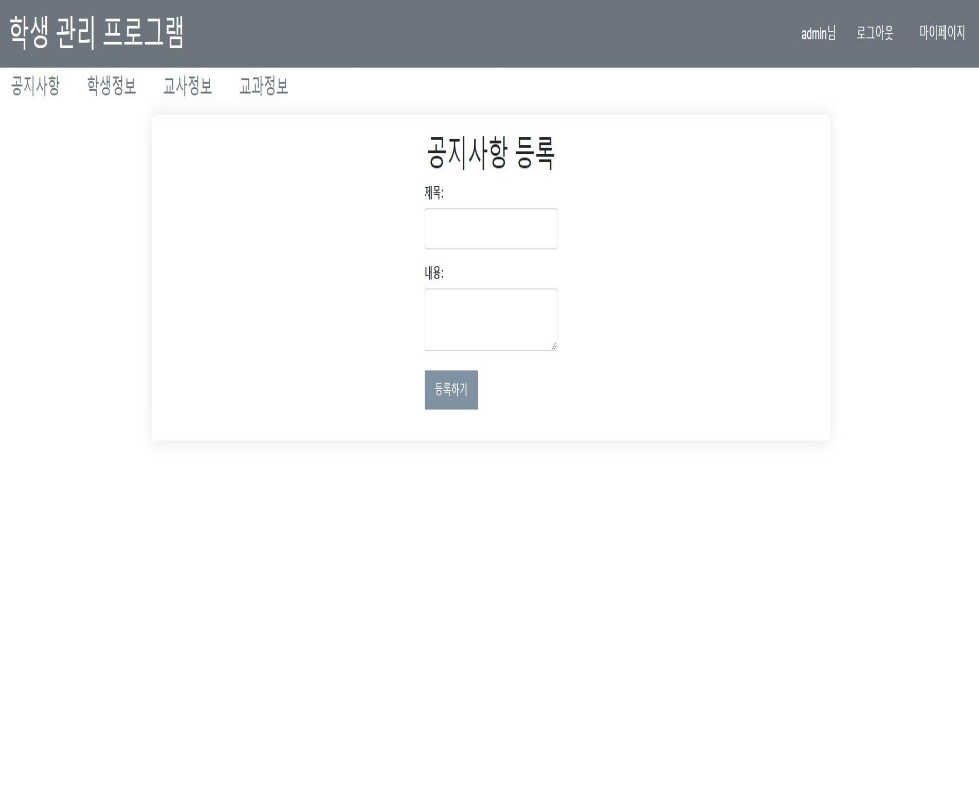 학생 관리 프로그램
admin님 로그아웃 마이페이지
공지사항 학생정보 교사정보 교과정보
공지사항 등록
제목:
내용:
등록하기